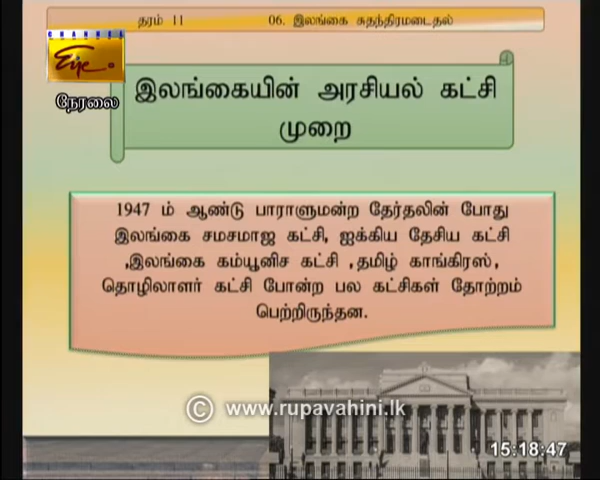 தரம் 11 06. இலங்கை சுதந்திரமடைதல்
CHANNEL
Eye
நேரலை
இலங்கையின் அரசியல் கட்சி
முறை
1947 ம் ஆண்டு பாராளுமன்ற தேர்தலின் போது
இலங்கை சமசமாஜ கட்சி, ஐக்கிய தேசிய கட்சி
,இலங்கை கம்யூனிச கட்சி ,தமிழ் காங்கிரஸ்,
தொழிலாளர் கட்சி போன்ற பல கட்சிகள் தோற்றம்
பெற்றிருந்தன.
© www.rupavahini.lk
15:18:47